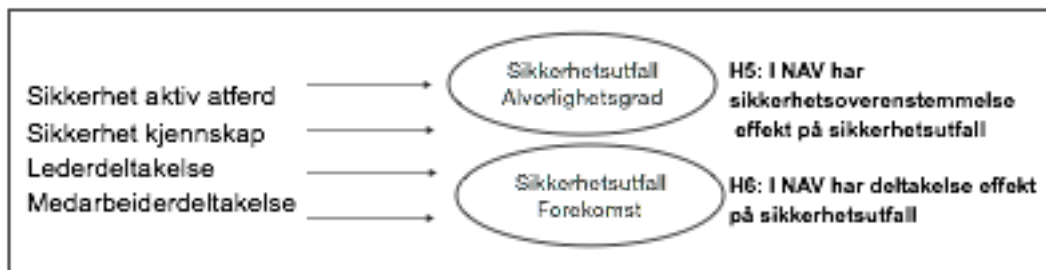 Sikkerhet aktiv atferd
Sikkerhet kjennskap
Lederdeltakelse
Medarbeiderdeltakelse
Sikkerhetsutfall
Alvorlighetsgrad
Sikkerhetsutfall
Forekomst
H5: I NAV har
sikkerhetsoverenstemmelse
effekt på sikkerhetsutfall
H6: I NAV har deltakelse effekt
på sikkerhetsutfall